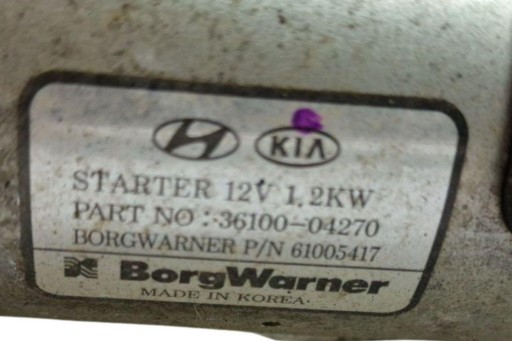 KIA
STARTER 12V 1.2KW
PART NO : 36100-04270
BORGWARNER P/N 61005417
BorgWarner
MADE IN KOREA